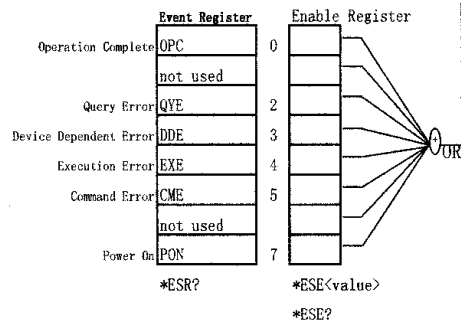 Event Register Enable Register
Operation Complete OPC 0
not used
Query Error QYE 2
Device Dependent Error DDE 3
Execution Error EXE 4
Command Error CME 5
not used
Power On PON 7
+
OR
*ESR? *ESE<value>
*ESE?